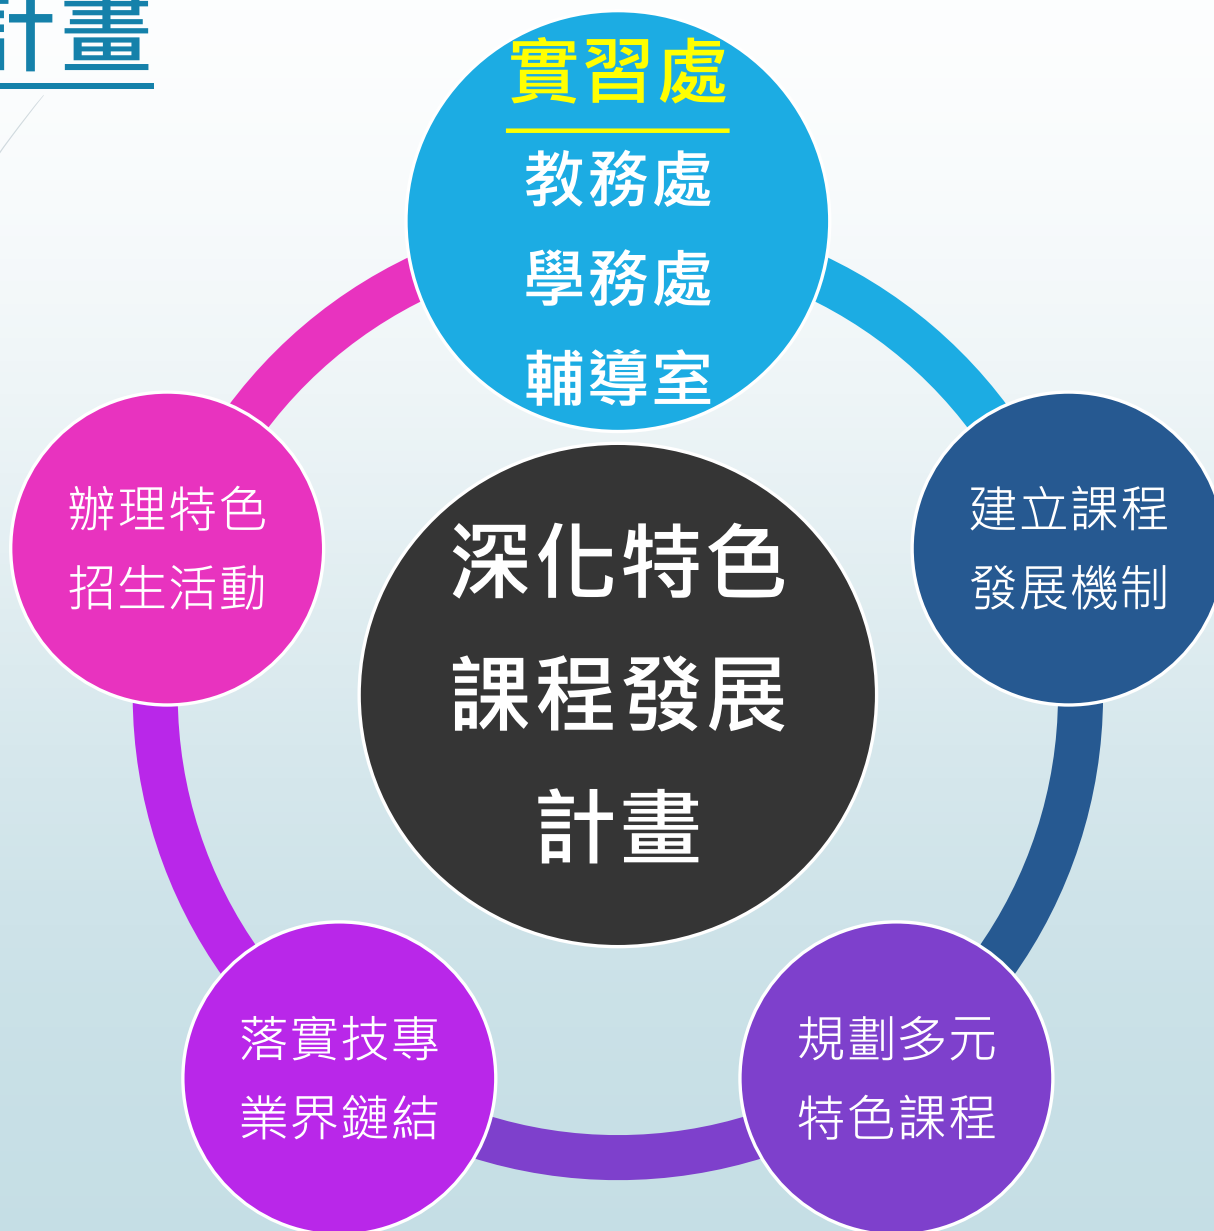 計畫
實習處
教務處
學務處
輔導室
辦理特色
招生活動
建立課程
發展機制
深化特色
課程發展
計畫
落實技專
業界鏈結
規劃多元
特色課程